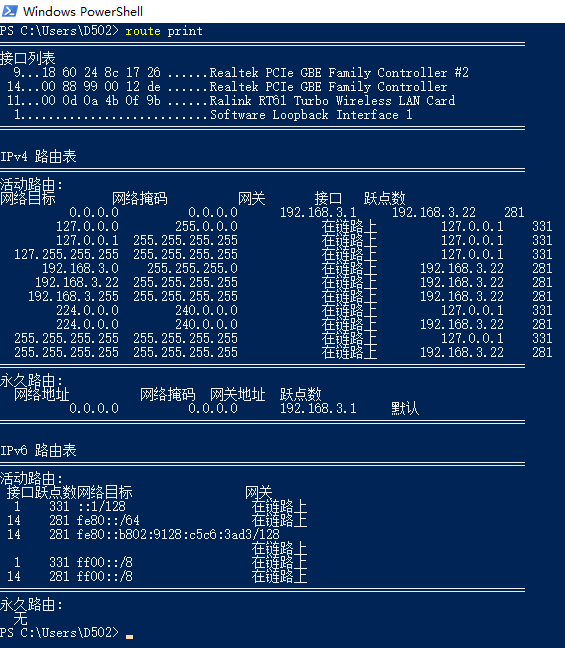 Windows PowerShell
PS C:\Users\D502> route print
===========================================================================
接口列表
  9...18 60 24 8c 17 26 ......Realtek PCIe GBE Family Controller #2
 14...00 88 99 00 12 de ......Realtek PCIe GBE Family Controller
 11...00 0d 0a 4b 0f 9b ......Ralink RT61 Turbo Wireless LAN Card
  1...........................Software Loopback Interface 1
===========================================================================
IPv4 路由表
===========================================================================
活动路由:
网络目标        网络掩码          网关       接口   跃点数
          0.0.0.0          0.0.0.0      192.168.3.1     192.168.3.22    281
        127.0.0.0        255.0.0.0            在链路上         127.0.0.1    331
        127.0.0.1  255.255.255.255            在链路上         127.0.0.1    331
  127.255.255.255  255.255.255.255            在链路上         127.0.0.1    331
      192.168.3.0    255.255.255.0            在链路上      192.168.3.22    281
     192.168.3.22  255.255.255.255            在链路上      192.168.3.22    281
    192.168.3.255  255.255.255.255            在链路上      192.168.3.22    281
        224.0.0.0        240.0.0.0            在链路上         127.0.0.1    331
        224.0.0.0        240.0.0.0            在链路上      192.168.3.22    281
  255.255.255.255  255.255.255.255            在链路上         127.0.0.1    331
  255.255.255.255  255.255.255.255            在链路上      192.168.3.22    281
===========================================================================
永久路由:
  网络地址          网络掩码  网关地址  跃点数
          0.0.0.0          0.0.0.0      192.168.3.1     默认
===========================================================================
IPv6 路由表
===========================================================================
活动路由:
 接口跃点数网络目标                网关
  1    331 ::1/128                  在链路上
 14    281 fe80::/64                在链路上
 14    281 fe80::b802:9128:c5c6:3ad3/128
                                    在链路上
  1    331 ff00::/8                 在链路上
 14    281 ff00::/8                 在链路上
===========================================================================
永久路由:
  无
PS C:\Users\D502>